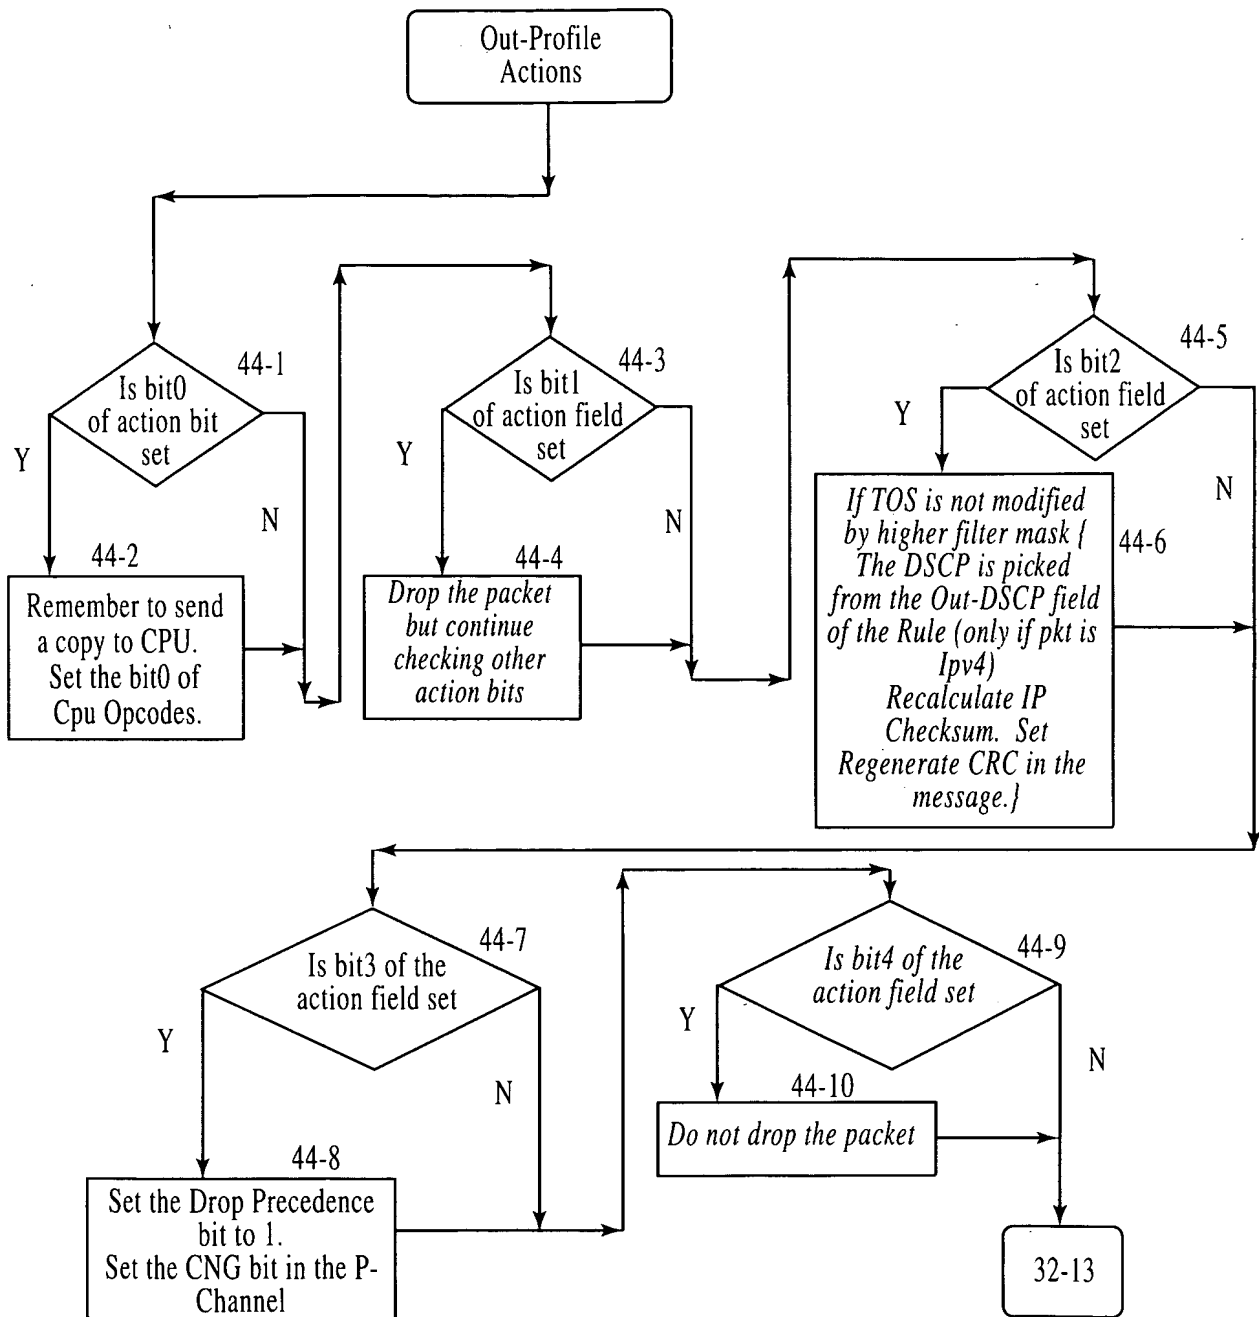 Out-Profile
Actions
44-1
Is bit0
of action bit
set
Y
N
44-2
Remember to send
a copy to CPU.
Set the bit0 of
Cpu Opcodes.
44-3
Is bit1
of action field
set
Y
N
44-4
Drop the packet
but continue
checking other
action bits
44-5
Is bit2
of action field
set
Y
N
44-6
If TOS is not modified
by higher filter mask {
The DSCP is picked
from the Out-DSCP field
of the Rule (only if pkt is
Ipv4)
Recalculate IP
Checksum. Set
Regenerate CRC in the
message.}
44-7
Is bit3 of the
action field set
Y
N
44-8
Set the Drop Precedence
bit to 1.
Set the CNG bit in the P-
Channel
44-9
Is bit4 of the
action field set
Y
N
44-10
Do not drop the packet
32-13